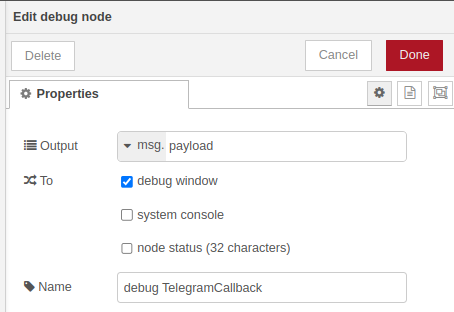 Edit debug node
Delete
Cancel
Done
Properties
Output
msg. payload
To
debug window
system console
node status (32 characters)
Name
debug TelegramCallback